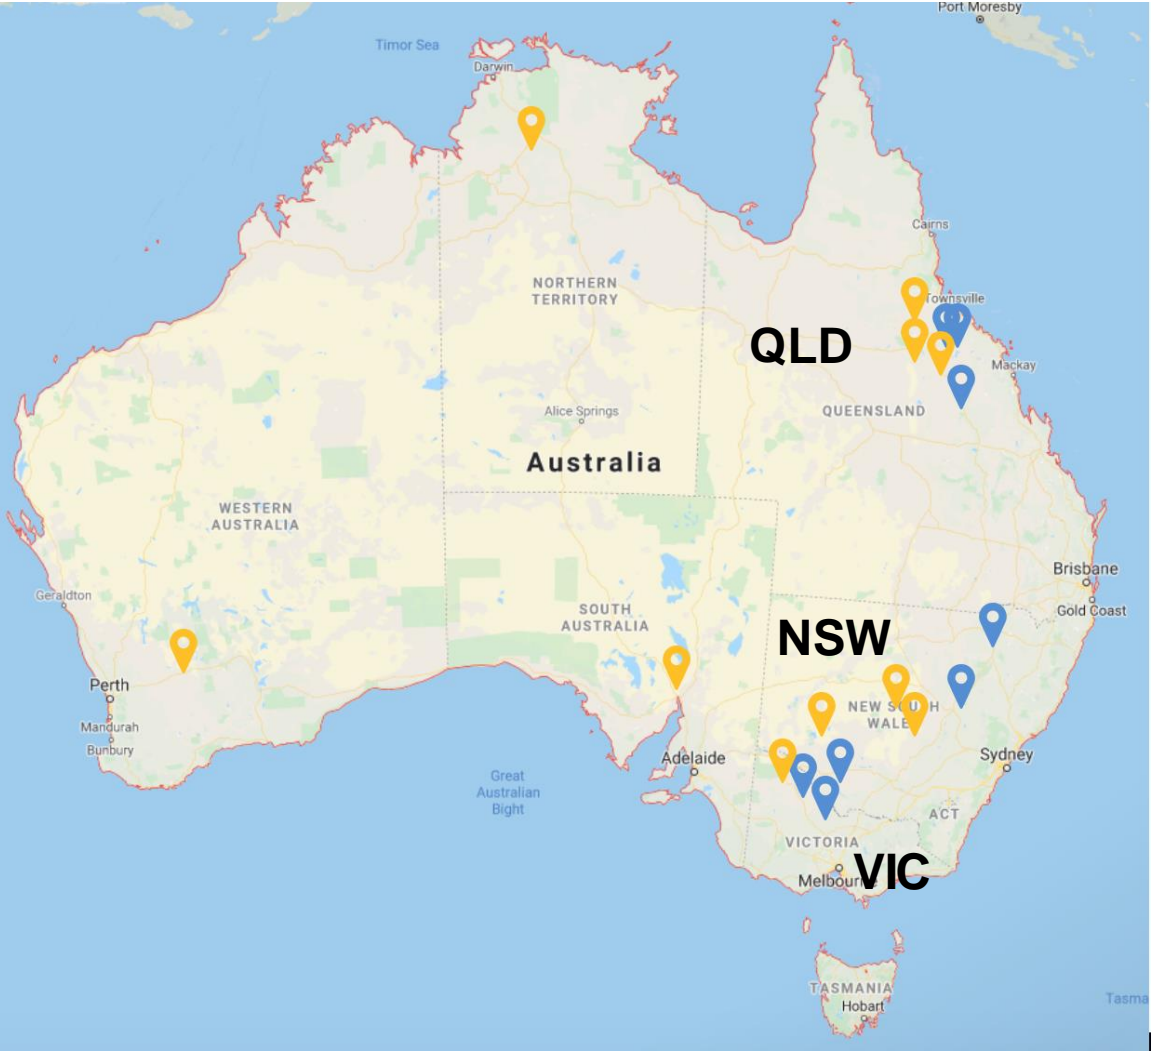 Port Moresby
Timor Sea
Darwin
Cairns
NORTHERN
TERRITORY
Townsville
QLD
Mackay
Alice Springs
QUEENSLAND
Australia
WESTERN
AUSTRALIA
Brisbane
Geraldton
SOUTH
AUSTRALIA
Gold Coast
NSW
Perth
NEW SOUTH
WALE
Mandurah
Bunbury
Adelaide
Sydney
Great
Australian
Bight
ACT
VICTORIA
Melbourne
VIC
TASMANIA
Hobart
Tasma